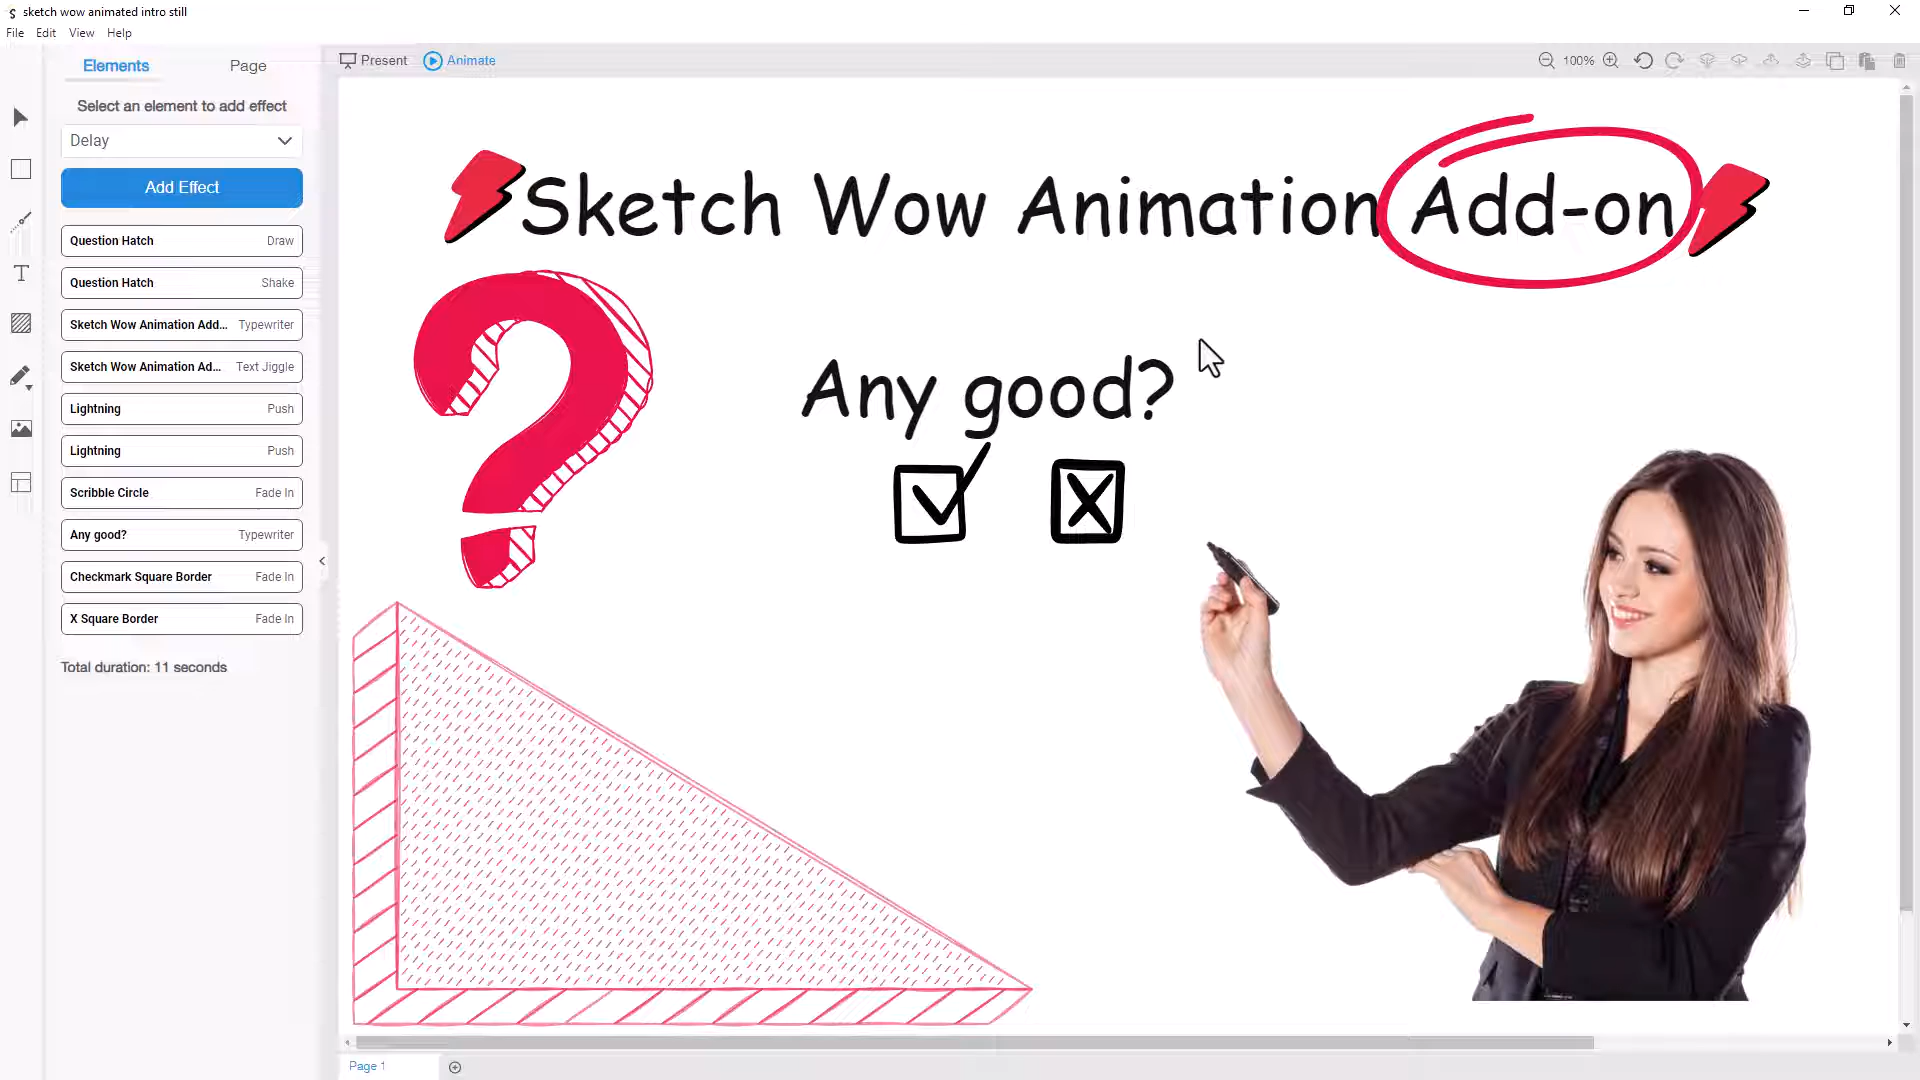 sketch wow animated intro still
File Edit View Help
Elements Page
Present Animate
100%
Select an element to add effect
Delay
Add Effect
Question Hatch Draw
Question Hatch Shake
Sketch Wow Animation Add... Typewriter
Sketch Wow Animation Ad... Text Jiggle
Lightning Push
Lightning Push
Scribble Circle Fade In
Any good? Typewriter
Checkmark Square Border Fade In
X Square Border Fade In
Total duration: 11 seconds
Sketch Wow Animation Add-on
Any good?
Page 1